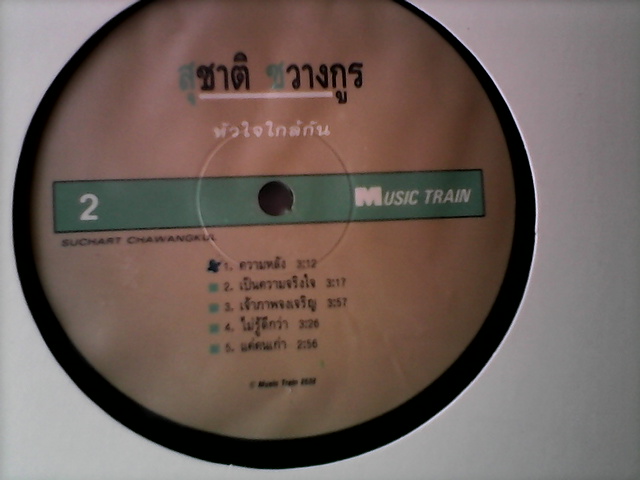 สุชาติ ชวางกูร
หัวใจใกล้กัน
2
MUSIC TRAIN
SUCHART CHAWANGKUL
1. ความหลัง 3:12
2. เป็นความจริงใจ 3:17
3. เจ้าภาพจงเจริญ 3:57
4. ไม่รู้ดีกว่า 3:26
5. แค่คนเก่า 2:56
Music Train